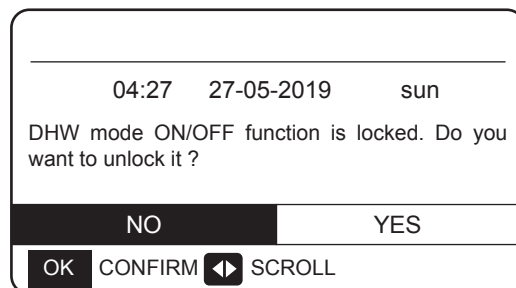 04:27 27-05-2019 sun
DHW mode ON/OFF function is locked. Do you
want to unlock it ?
NO YES
OK CONFIRM SCROLL